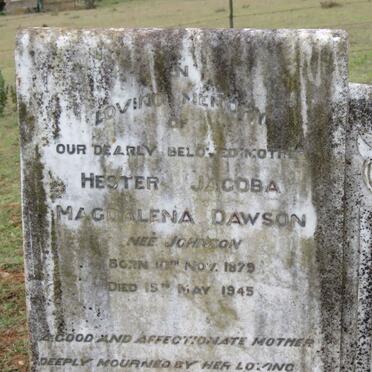 IN
LOVING MEMORY
OF
OUR DEARLY BELOVED MOTHER
HESTER JACOBA
MAGDALENA DAWSON
NEE JOHNSON
BORN 10TH NOV. 1879
DIED 15TH MAY 1945
A GOOD AND AFFECTIONATE MOTHER
DEEPLY MOURNED BY HER LOVING